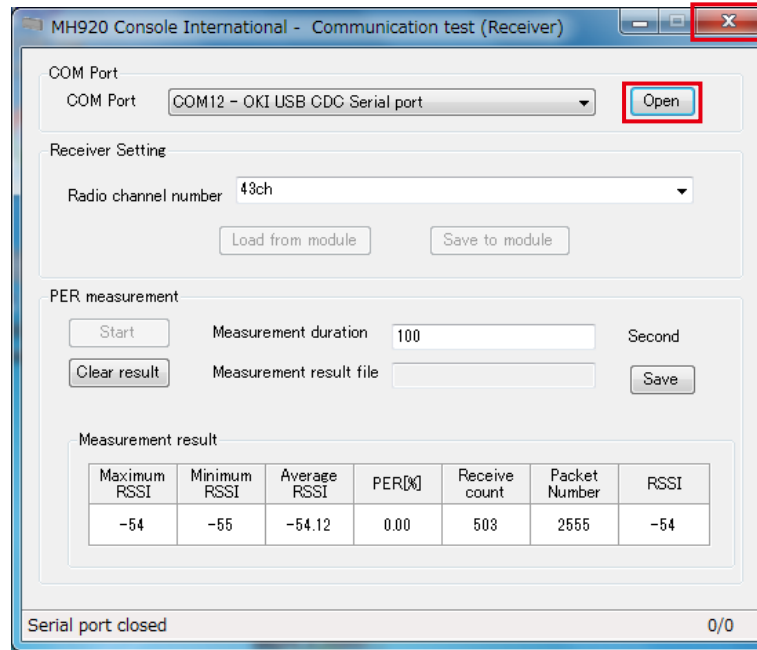 MH920 Console International - Communication test (Receiver)
COM Port
COM Port COM12 - OKI USB CDC Serial port Open
Receiver Setting
Radio channel number 43ch
Load from module Save to module
PER measurement
Start Measurement duration 100 Second
Clear result Measurement result file Save
Measurement result
Maximum RSSI Minimum RSSI Average RSSI PER[%] Receive count Packet Number RSSI
-54 -55 -54.12 0.00 503 2555 -54
Serial port closed 0/0